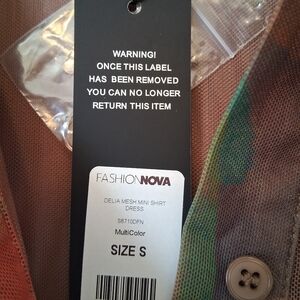 WARNING!
ONCE THIS LABEL
HAS BEEN REMOVED
YOU CAN NO LONGER
RETURN THIS ITEM
FASHIONNOVA
DELIA MESH MINI SHIRT
DRESS
S6710DFN
MultiColor
SIZE S